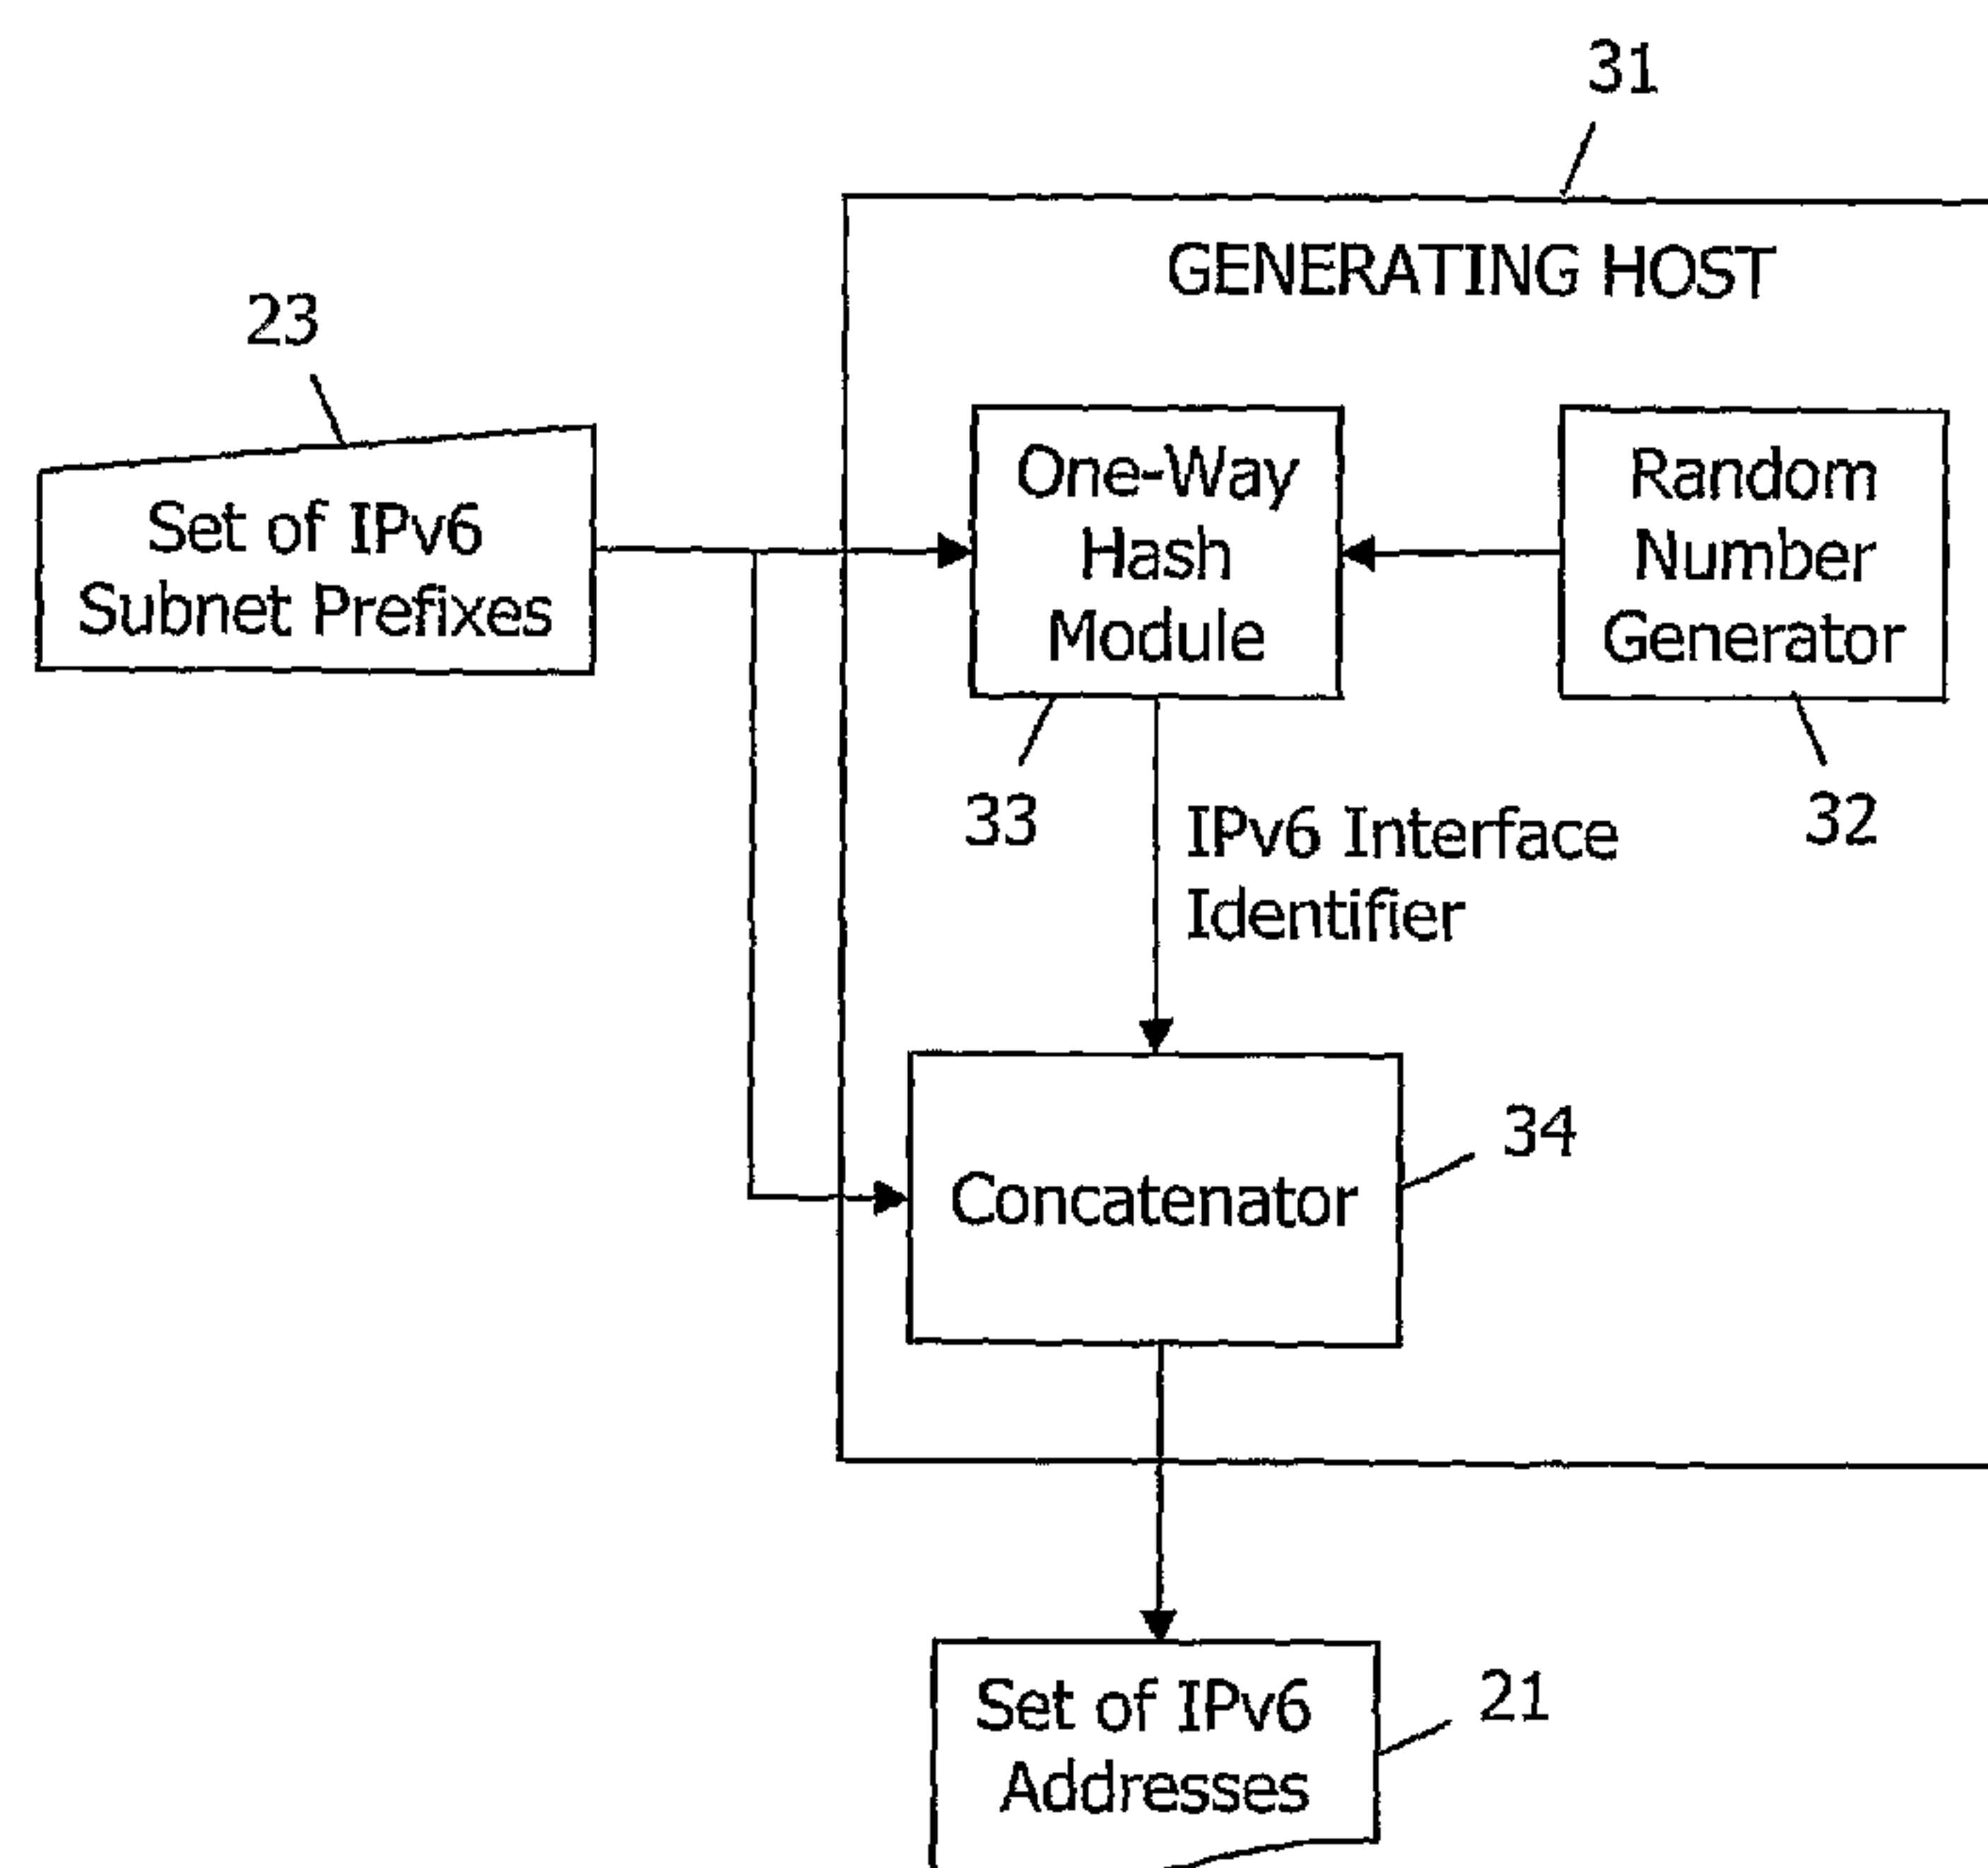 31
GENERATING HOST
23
Set of IPv6
Subnet Prefixes
One-Way
Hash
Module
Random
Number
Generator
33
32
IPv6 Interface
Identifier
34
Concatenator
Set of IPv6
Addresses
21